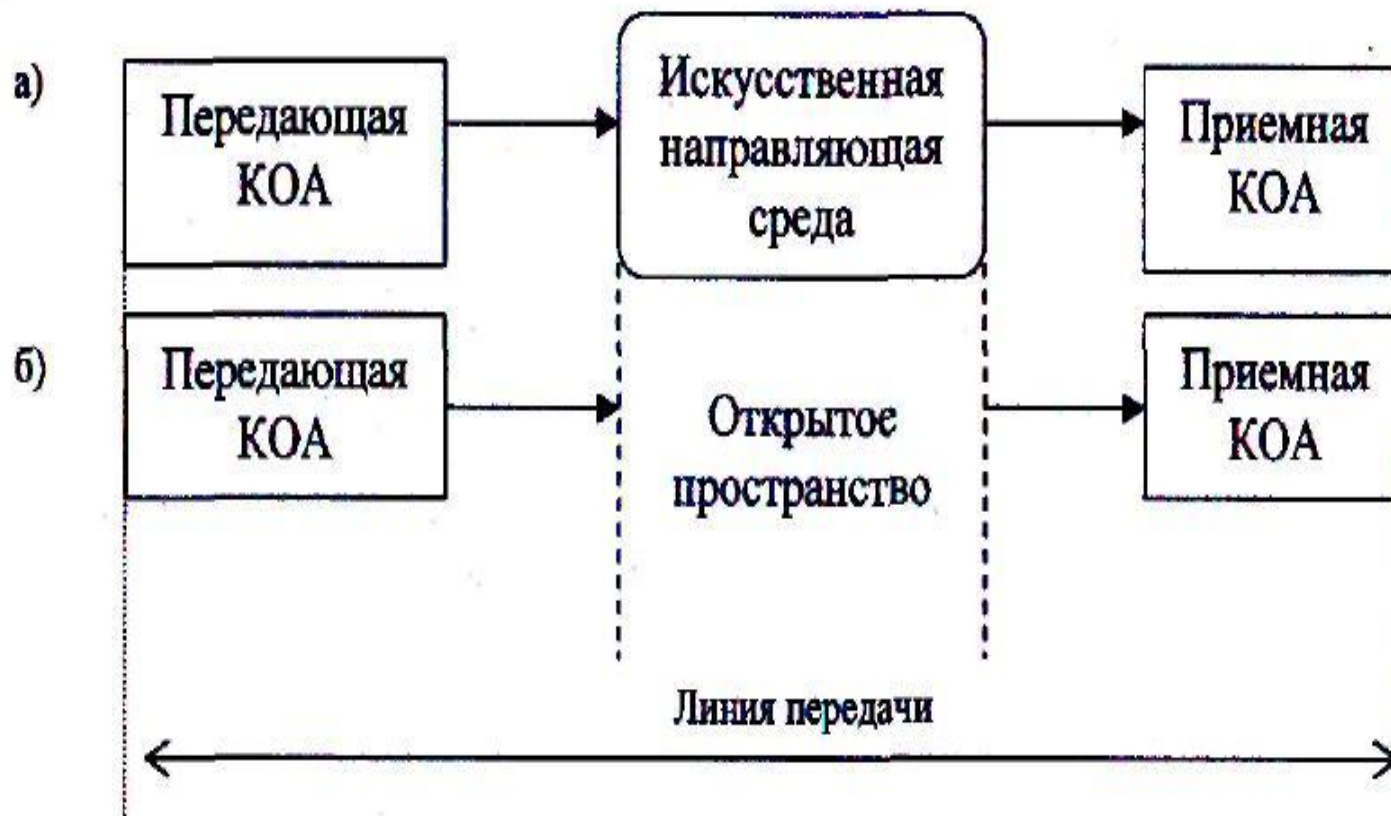 а)
Передающая
КОА
Искусственная
направляющая
среда
Приемная
КОА
б)
Передающая
КОА
Открытое
пространство
Приемная
КОА
Линия передачи